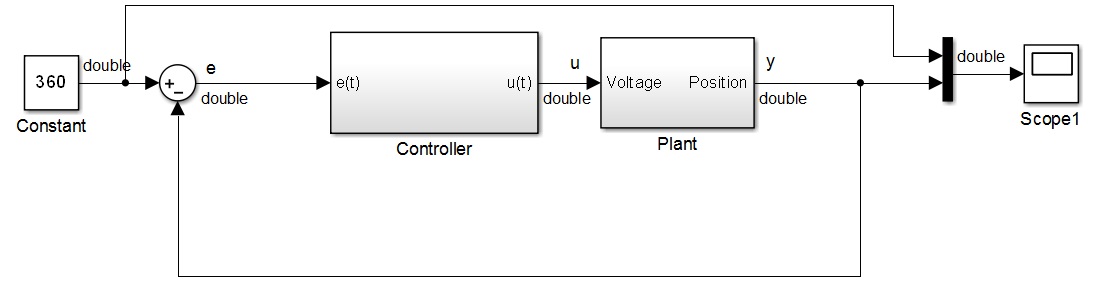 double
360
Constant
+
−
e
double
Controller
e(t)
u(t)
u
double
Voltage
Position
Plant
y
double
double
Scope1